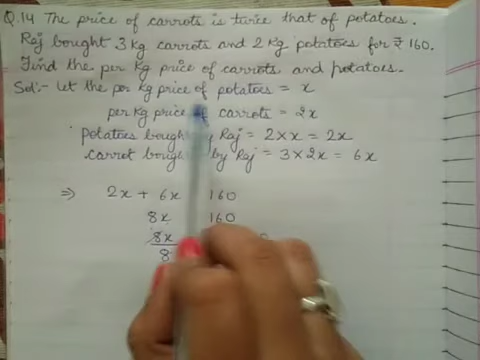 Q.14 The price of carrots is twice that of potatoes.
Raj bought 3 kg carrots and 2 kg potatoes for ₹ 160.
Find the per kg price of carrots and potatoes.
Sol:- Let the per kg price of potatoes = x
per kg price of carrots = 2x
Potatoes bought by Raj = 2 × x = 2x
Carrot bought by Raj = 3 × 2x = 6x
⇒ 2x + 6x 160
8x 160
8x
8